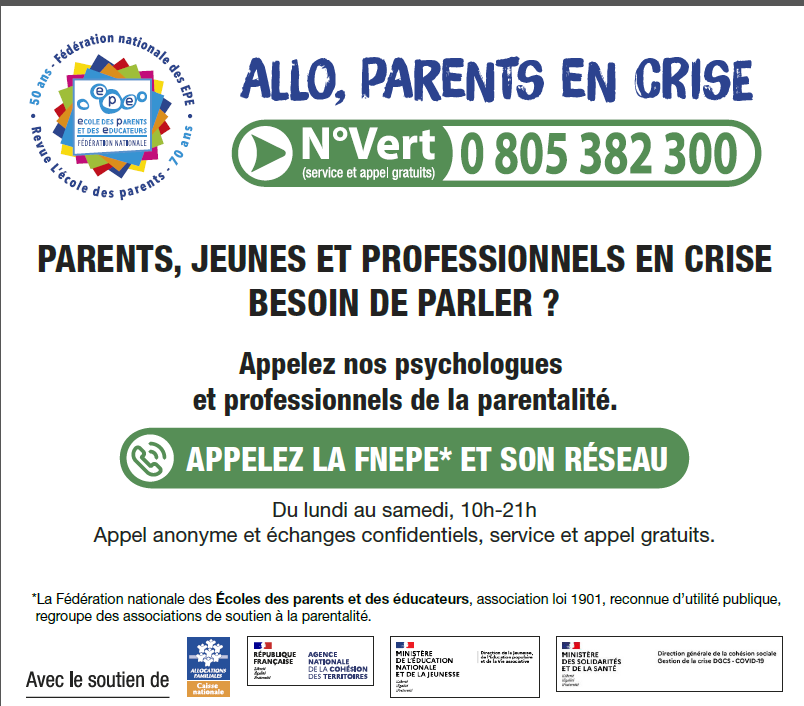 50 ans - Fédération nationale des EPE
Revue L'école des parents - 70 ans
epe
ECOLE DES PARENTS
ET DES EDUCATEURS
FÉDÉRATION NATIONALE
ALLO, PARENTS EN CRISE
N°Vert
(service et appel gratuits)
0 805 382 300
PARENTS, JEUNES ET PROFESSIONNELS EN CRISE
BESOIN DE PARLER ?
Appelez nos psychologues
et professionnels de la parentalité.
APPELEZ LA FNEPE* ET SON RÉSEAU
Du lundi au samedi, 10h-21h
Appel anonyme et échanges confidentiels, service et appel gratuits.
*La Fédération nationale des Écoles des parents et des éducateurs, association loi 1901, reconnue d'utilité publique,
regroupe des associations de soutien à la parentalité.
Avec le soutien de
ALLOCATIONS
FAMILIALES
Caisse
nationale
RÉPUBLIQUE
FRANÇAISE
Liberté
Égalité
Fraternité
AGENCE
NATIONALE
DE LA COHÉSION
DES TERRITOIRES
MINISTÈRE
DE L'ÉDUCATION
NATIONALE
ET DE LA JEUNESSE
Liberté
Égalité
Fraternité
Direction de la jeunesse,
de l'éducation populaire
et de la vie associative
MINISTÈRE
DES SOLIDARITÉS
ET DE LA SANTÉ
Liberté
Égalité
Fraternité
Direction générale de la cohésion sociale
Gestion de la crise DGCS - COVID-19